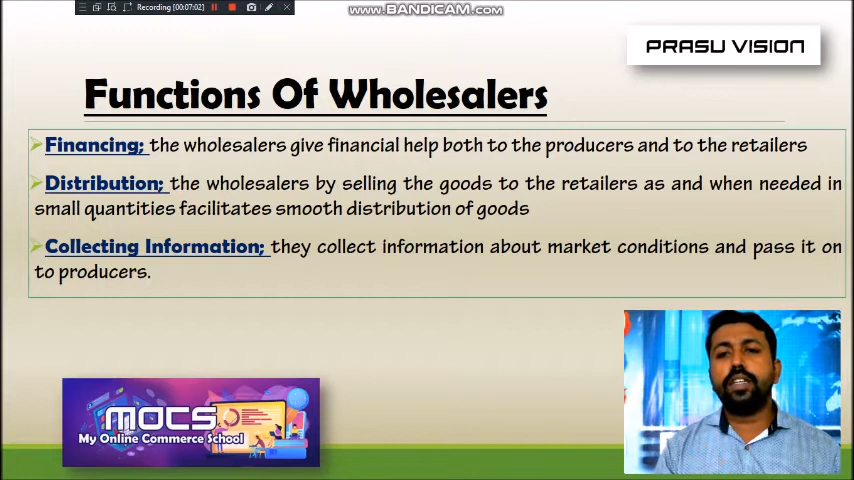 Recording [00:07:02]
www.BANDICAM.com
PRASU VISION
Functions Of Wholesalers
Financing; the wholesalers give financial help both to the producers and to the retailers
Distribution; the wholesalers by selling the goods to the retailers as and when needed in
small quantities facilitates smooth distribution of goods
Collecting Information; they collect information about market conditions and pass it on
to producers.
MOCS
My Online Commerce School